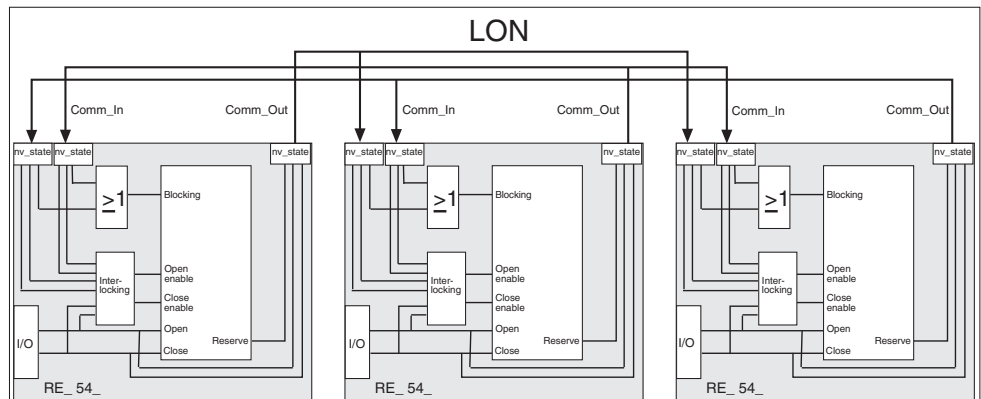 LON
Comm_In
Comm_Out
Comm_In
Comm_Out
Comm_In
Comm_Out
nv_state
nv_state
nv_state
nv_state
nv_state
nv_state
nv_state
nv_state
nv_state
≥1
Blocking
≥1
Blocking
≥1
Blocking
Inter-
locking
Open
enable
Close
enable
Inter-
locking
Open
enable
Close
enable
Inter-
locking
Open
enable
Close
enable
I/O
Open
Close
Reserve
I/O
Open
Close
Reserve
I/O
Open
Close
Reserve
RE_ 54_
RE_ 54_
RE_ 54_